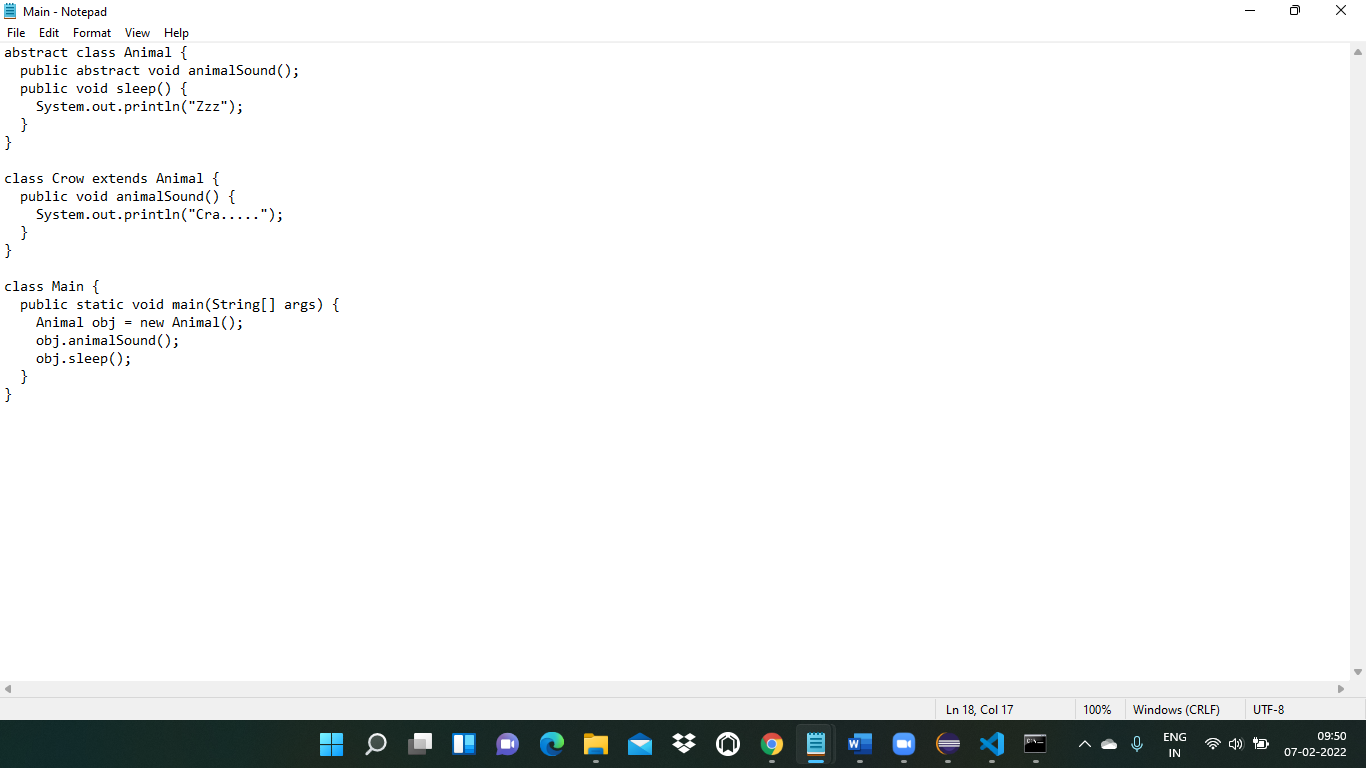 Main - Notepad
File Edit Format View Help
abstract class Animal {
  public abstract void animalSound();
  public void sleep() {
    System.out.println("Zzz");
  }
}

class Crow extends Animal {
  public void animalSound() {
    System.out.println("Cra.....");
  }
}

class Main {
  public static void main(String[] args) {
    Animal obj = new Animal();
    obj.animalSound();
    obj.sleep();
  }
}
Ln 18, Col 17 100% Windows (CRLF) UTF-8
ENG 09:50
IN 07-02-2022